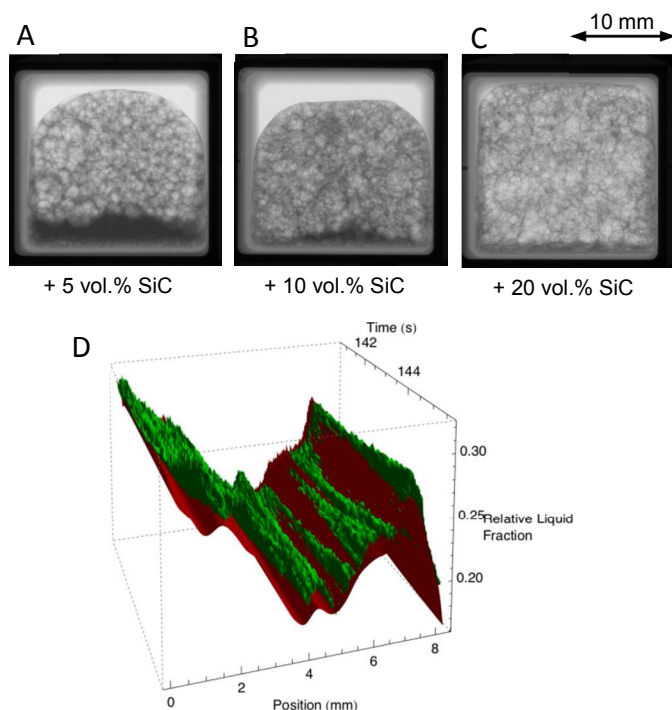 A
B
C
10 mm
+ 5 vol.% SiC
+ 10 vol.% SiC
+ 20 vol.% SiC
D
Time (s)
142
144
0.30
0.25
Relative Liquid
Fraction
0.20
0
2
4
6
8
Position (mm)